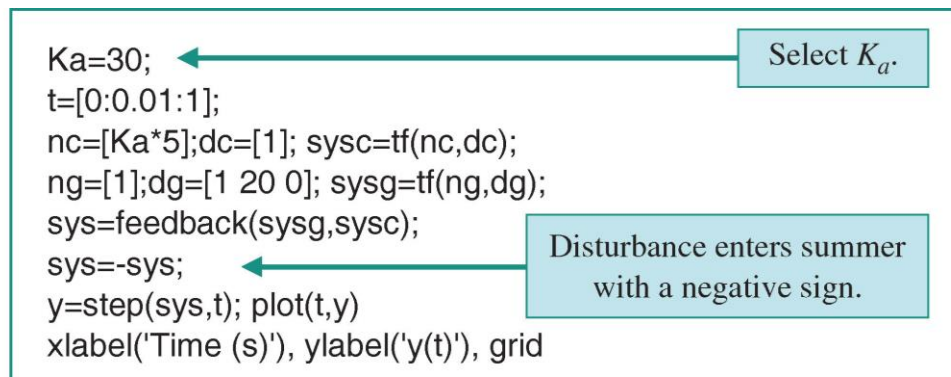 Ka=30;
Select Ka.
t=[0:0.01:1];
nc=[Ka*5];dc=[1]; sysc=tf(nc,dc);
ng=[1];dg=[1 20 0]; sysg=tf(ng,dg);
sys=feedback(sysg,sysc);
sys=-sys;
Disturbance enters summer
with a negative sign.
y=step(sys,t); plot(t,y)
xlabel('Time (s)'), ylabel('y(t)'), grid